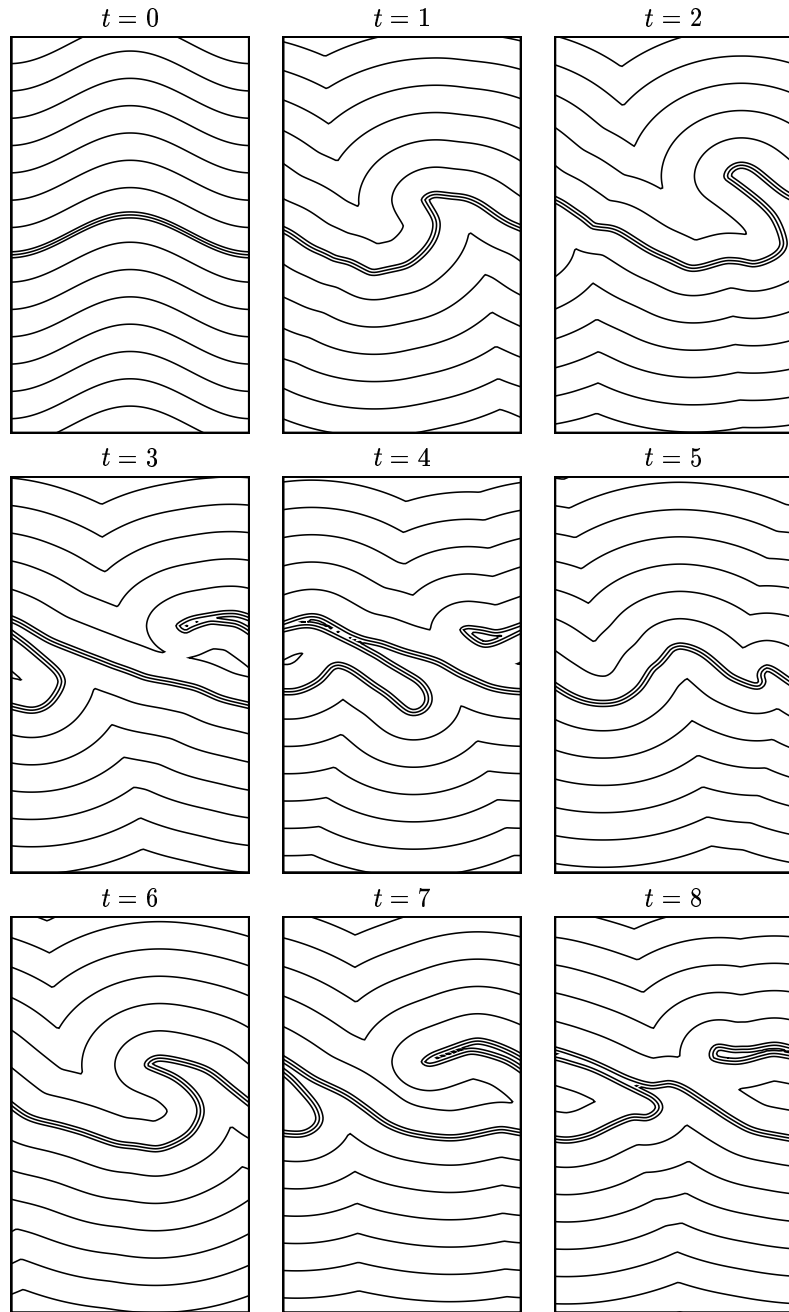 t = 0
t = 1
t = 2
t = 3
t = 4
t = 5
t = 6
t = 7
t = 8